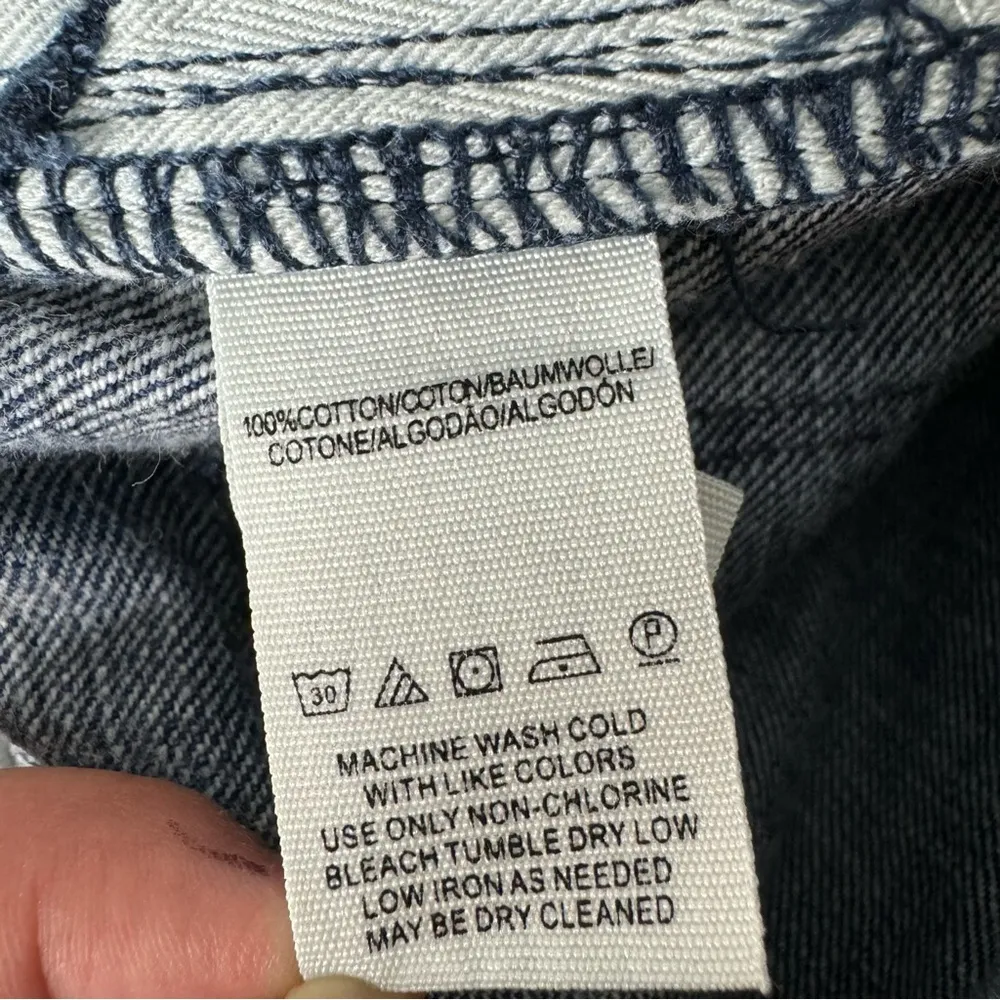 100%COTTON/COTON/BAUMWOLLE/
COTONE/ALGODÃO/ALGODÓN
30 P
MACHINE WASH COLD
WITH LIKE COLORS
USE ONLY NON-CHLORINE
BLEACH TUMBLE DRY LOW
LOW IRON AS NEEDED
MAY BE DRY CLEANED